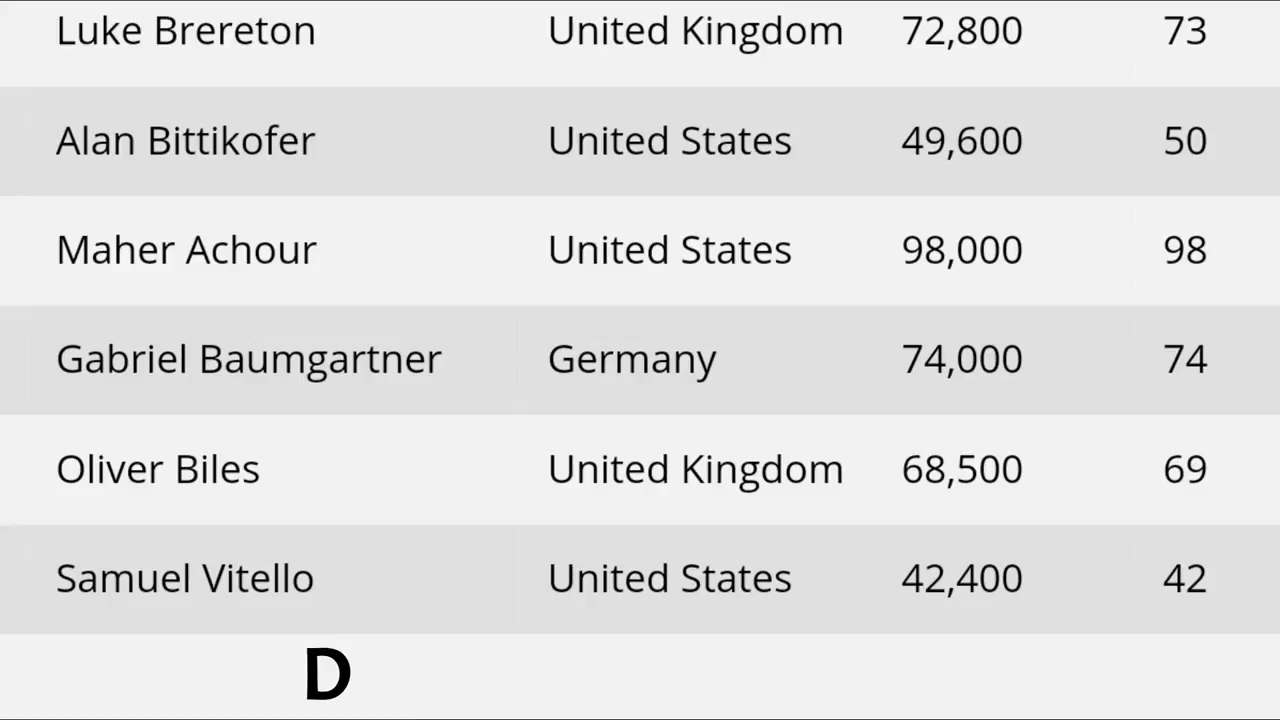 Luke Brereton United Kingdom 72,800 73
Alan Bittikofer United States 49,600 50
Maher Achour United States 98,000 98
Gabriel Baumgartner Germany 74,000 74
Oliver Biles United Kingdom 68,500 69
Samuel Vitello United States 42,400 42
D